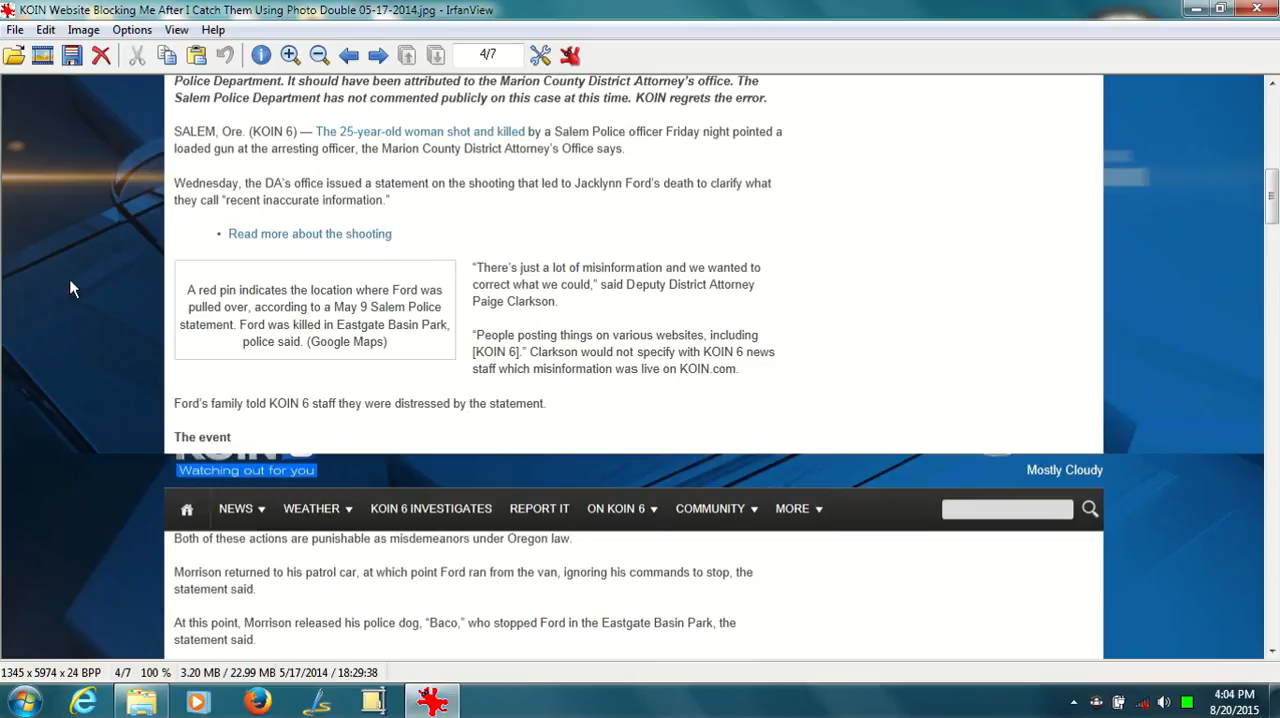 KOIN Website Blocking Me After I Catch Them Using Photo Double 05-17-2014.jpg - IrfanView
File Edit Image Options View Help
4/7
Police Department. It should have been attributed to the Marion County District Attorney's office. The
Salem Police Department has not commented publicly on this case at this time. KOIN regrets the error.
SALEM, Ore. (KOIN 6) — The 25-year-old woman shot and killed by a Salem Police officer Friday night pointed a
loaded gun at the arresting officer, the Marion County District Attorney's Office says.
Wednesday, the DA's office issued a statement on the shooting that led to Jacklynn Ford's death to clarify what
they call “recent inaccurate information.”
• Read more about the shooting
A red pin indicates the location where Ford was
pulled over, according to a May 9 Salem Police
statement. Ford was killed in Eastgate Basin Park,
police said. (Google Maps)
“There's just a lot of misinformation and we wanted to
correct what we could,” said Deputy District Attorney
Paige Clarkson.
“People posting things on various websites, including
[KOIN 6].” Clarkson would not specify with KOIN 6 news
staff which misinformation was live on KOIN.com.
Ford's family told KOIN 6 staff they were distressed by the statement.
The event
KOIN
Watching out for you
Mostly Cloudy
NEWS WEATHER KOIN 6 INVESTIGATES REPORT IT ON KOIN 6 COMMUNITY MORE
Both of these actions are punishable as misdemeanors under Oregon law.
Morrison returned to his patrol car, at which point Ford ran from the van, ignoring his commands to stop, the
statement said.
At this point, Morrison released his police dog, “Baco,” who stopped Ford in the Eastgate Basin Park, the
statement said.
1345 x 5974 x 24 BPP 4/7 100 % 3.20 MB / 22.99 MB 5/17/2014 / 18:29:38
4:04 PM
8/20/2015